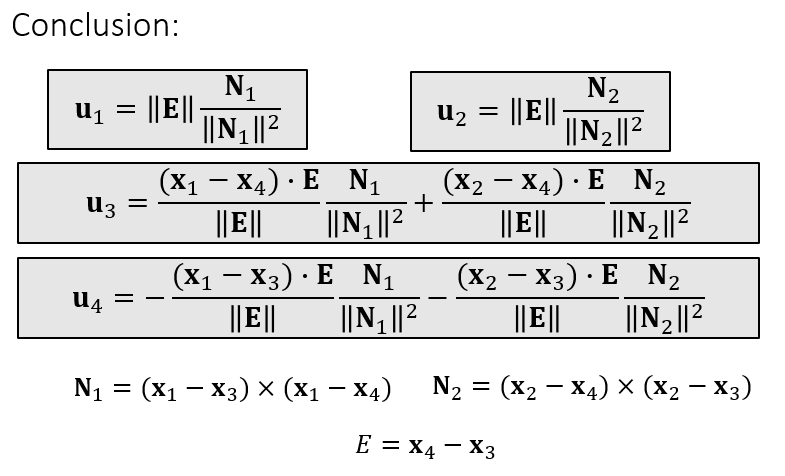 Conclusion:
𝐮₁ = ‖𝐄‖ 𝐍₁ / ‖𝐍₁‖² 𝐮₂ = ‖𝐄‖ 𝐍₂ / ‖𝐍₂‖²
𝐮₃ = (𝐱₁ − 𝐱₄) · 𝐄 / ‖𝐄‖ 𝐍₁ / ‖𝐍₁‖² + (𝐱₂ − 𝐱₄) · 𝐄 / ‖𝐄‖ 𝐍₂ / ‖𝐍₂‖²
𝐮₄ = − (𝐱₁ − 𝐱₃) · 𝐄 / ‖𝐄‖ 𝐍₁ / ‖𝐍₁‖² − (𝐱₂ − 𝐱₃) · 𝐄 / ‖𝐄‖ 𝐍₂ / ‖𝐍₂‖²
𝐍₁ = (𝐱₁ − 𝐱₃) × (𝐱₁ − 𝐱₄) 𝐍₂ = (𝐱₂ − 𝐱₄) × (𝐱₂ − 𝐱₃)
𝐸 = 𝐱₄ − 𝐱₃